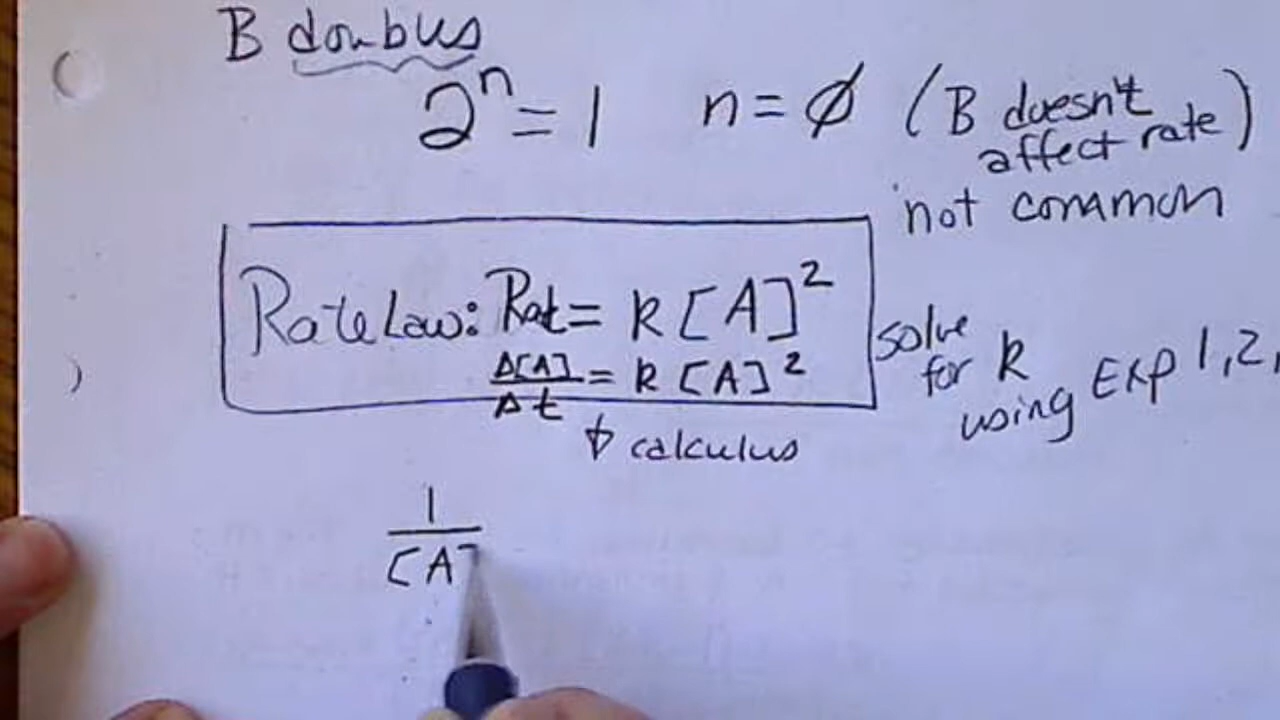 B doubles
2ⁿ = 1 n = ∅ (B doesn't affect rate)
not common
Rate Law: Rate = k[A]²
Δ[A]/Δt = k[A]²
solve
for k
using Exp 1,2,
↓ calculus
1
[A]